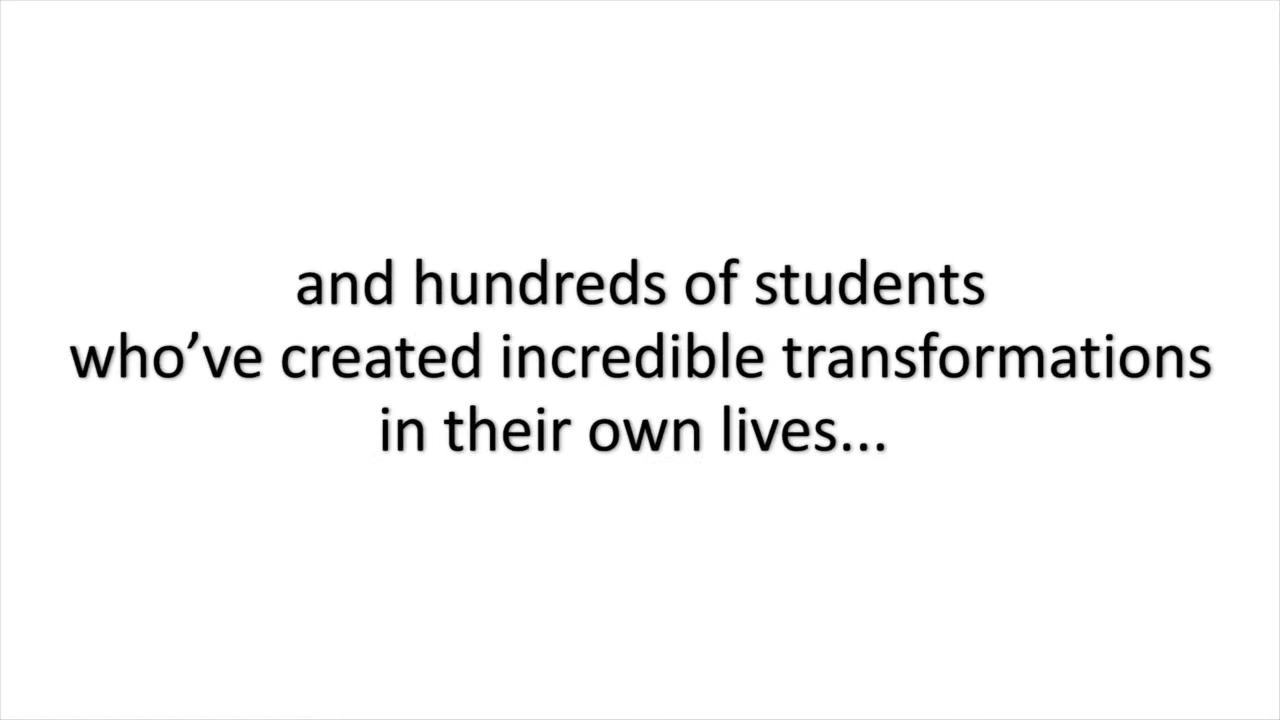 and hundreds of students
who’ve created incredible transformations
in their own lives...